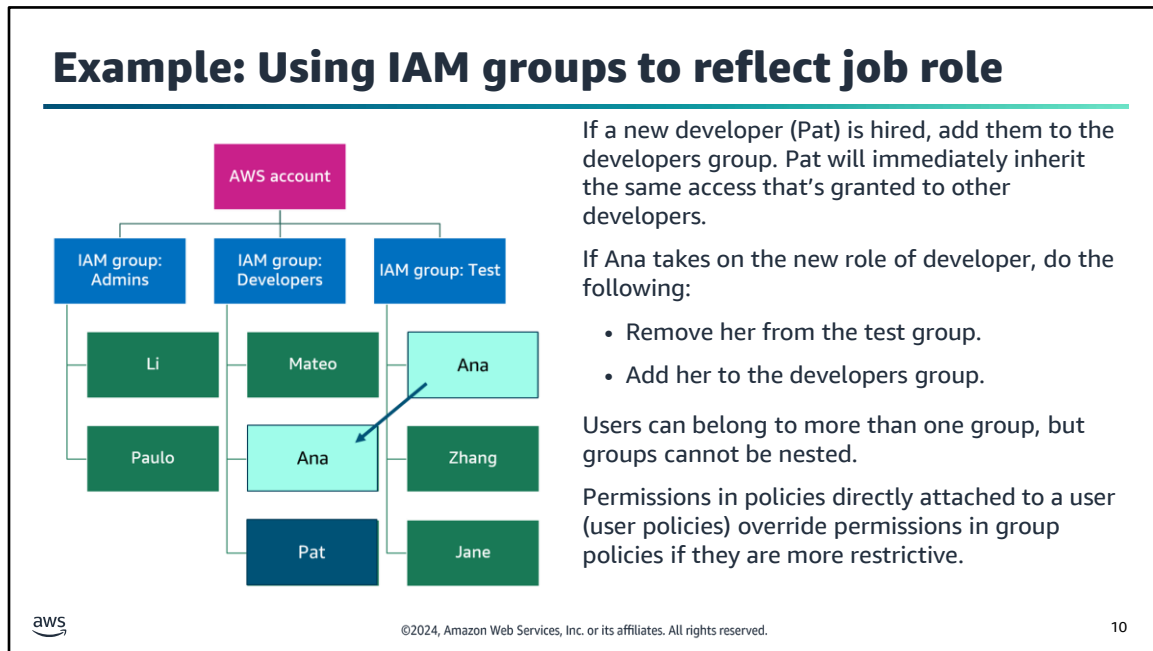 Example: Using IAM groups to reflect job role
AWS account
IAM group:
Admins
IAM group:
Developers
IAM group: Test
Li
Mateo
Ana
Paulo
Ana
Zhang
Pat
Jane
If a new developer (Pat) is hired, add them to the
developers group. Pat will immediately inherit
the same access that’s granted to other
developers.
If Ana takes on the new role of developer, do the
following:
• Remove her from the test group.
• Add her to the developers group.
Users can belong to more than one group, but
groups cannot be nested.
Permissions in policies directly attached to a user
(user policies) override permissions in group
policies if they are more restrictive.
aws
©2024, Amazon Web Services, Inc. or its affiliates. All rights reserved.
10